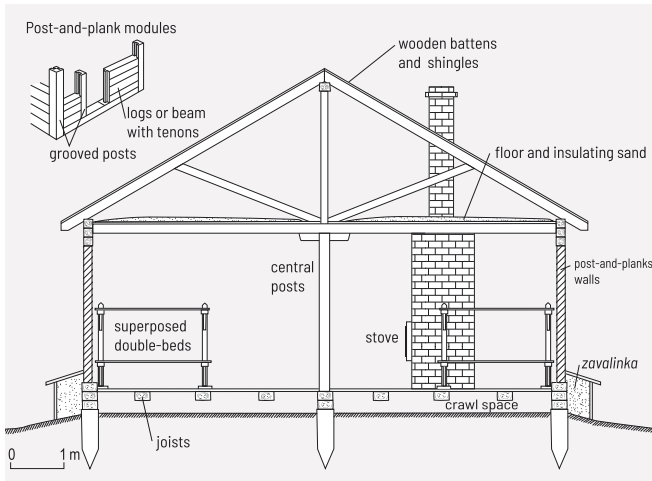 Post-and-plank modules
logs or beam
with tenons
grooved posts
wooden battens
and shingles
floor and insulating sand
central
posts
post-and-planks
walls
superposed
double-beds
stove
zavalinka
crawl space
joists
0 1 m